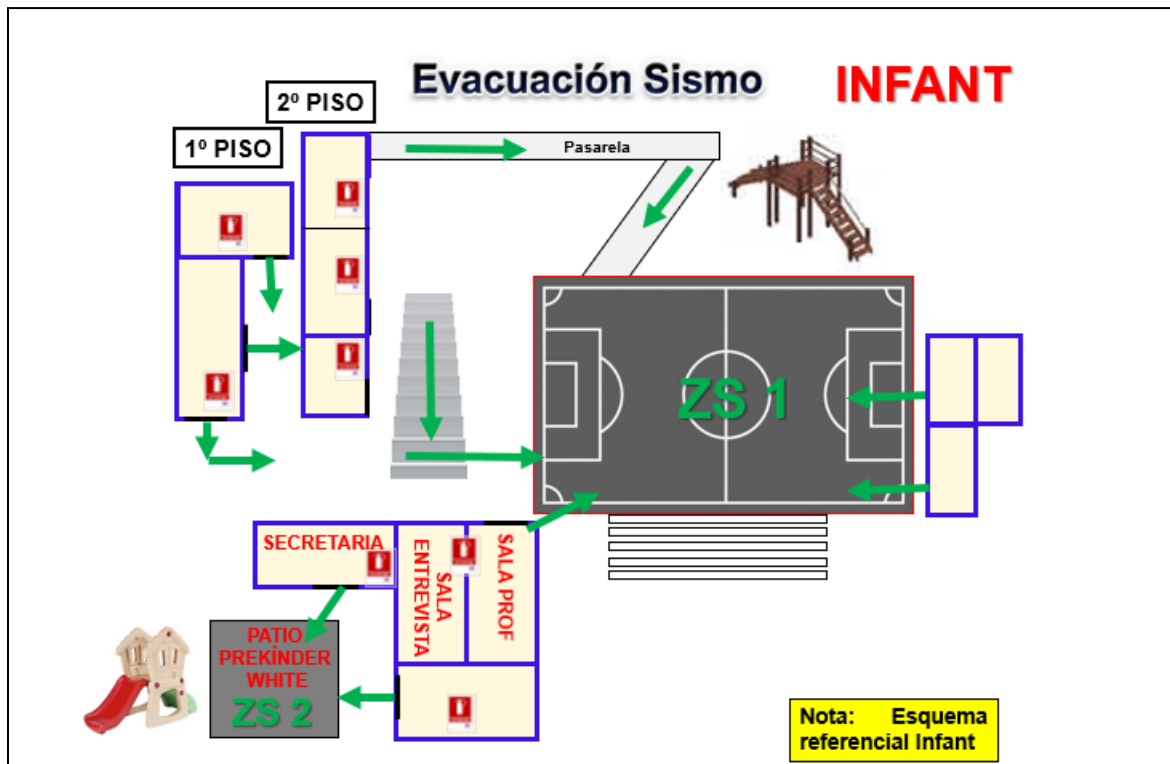 Evacuación Sismo
INFANT
2º PISO
1º PISO
Pasarela
ZS 1
SECRETARIA
SALA
ENTREVISTA
SALA PROF
PATIO
PREKÍNDER
WHITE
ZS 2
Nota: Esquema
referencial Infant